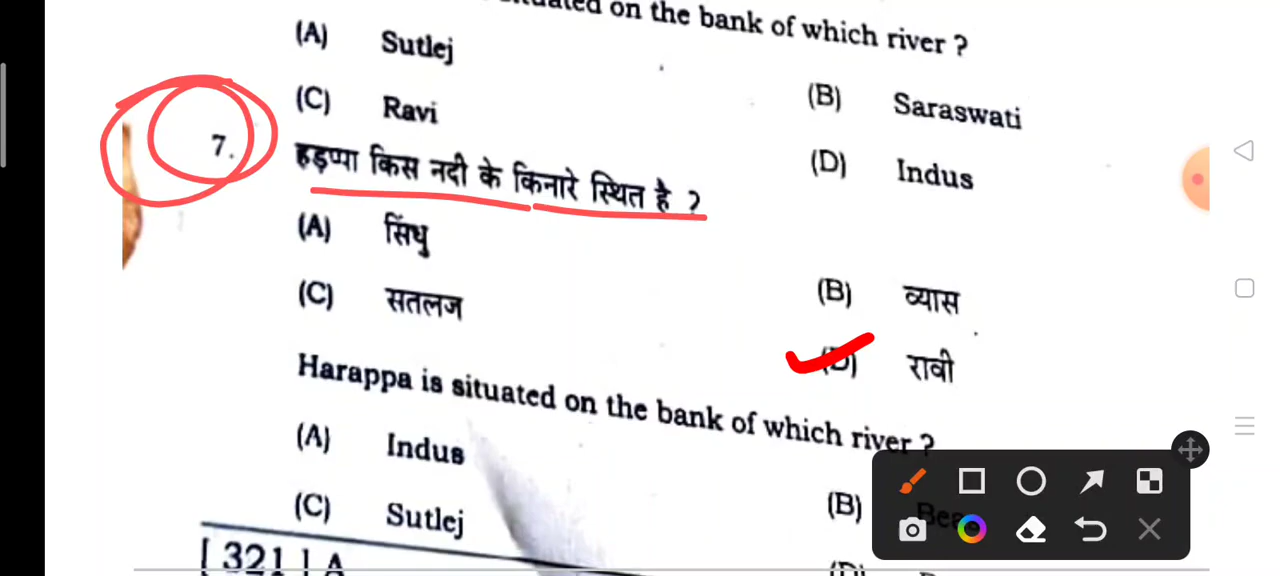 situated on the bank of which river ?
(A) Sutlej
(B) Saraswati
(C) Ravi
(D) Indus
7. हड़प्पा किस नदी के किनारे स्थित है ?
(A) सिंधु
(B) व्यास
(C) सतलज
(D) रावी
Harappa is situated on the bank of which river ?
(A) Indus
(B)
(C) Sutlej
(D)
[ 321 ] A